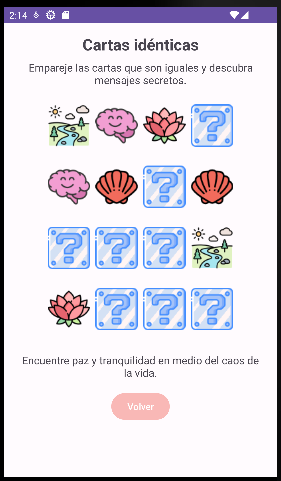 2:14
Cartas idénticas
Empareje las cartas que son iguales y descubra
mensajes secretos.
? 
?
? ? ?
? ? ?
Encuentre paz y tranquilidad en medio del caos de
la vida.
Volver